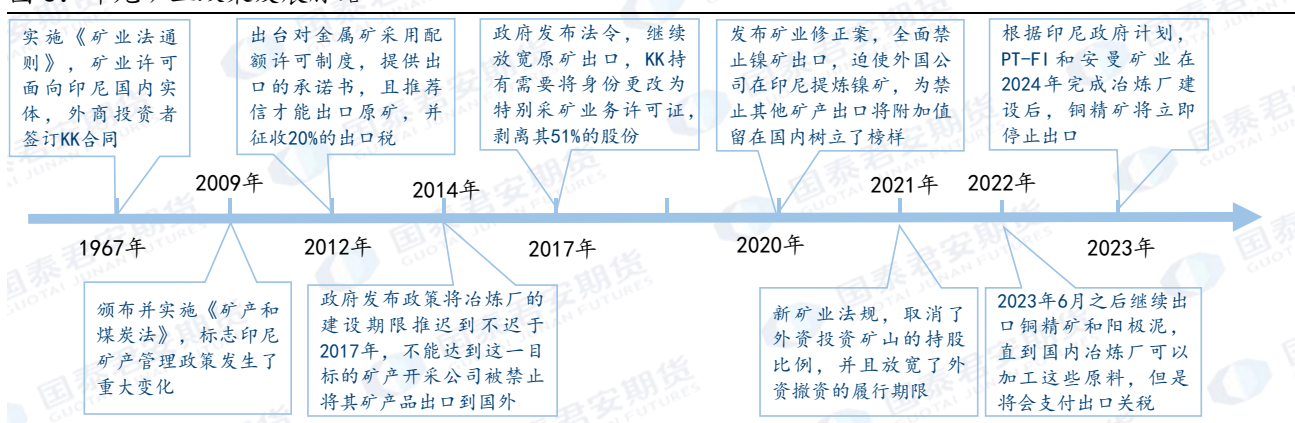 实施《矿业法通
则》，矿业许可
面向印尼国内实
体，外商投资者
签订KK合同
出台对金属矿采用配
额许可制度，提供出
口的承诺书，且推荐
信才能出口原矿，并
征收20%的出口税
政府发布法令，继续
放宽原矿出口，KK持
有需要将身份更改为
特别采矿业务许可证，
剥离其51%的股份
发布矿业修正案，全面禁
止镍矿出口，迫使外国公
司在印尼提炼镍矿，为禁
止其他矿产出口将附加值
留在国内树立了榜样
根据印尼政府计划，
PT-FI和安曼矿业在
2024年完成冶炼厂建
设后，铜精矿将立即
停止出口
2009年
2014年
2021年
2022年
1967年
2012年
2017年
2020年
2023年
颁布并实施《矿产和
煤炭法》，标志印尼
矿产管理政策发生了
重大变化
政府发布政策将冶炼厂的
建设期限推迟到不迟于
2017年，不能达到这一目
标的矿产开采公司被禁止
将其矿产品出口到国外
新矿业法规，取消了
外资投资矿山的持股
比例，并且放宽了外
资撤资的履行期限
2023年6月之后继续出
口铜精矿和阳极泥，
直到国内冶炼厂可以
加工这些原料，但是
将会支付出口关税
国泰君安期货
GUOTAI JUNAN FUTURES